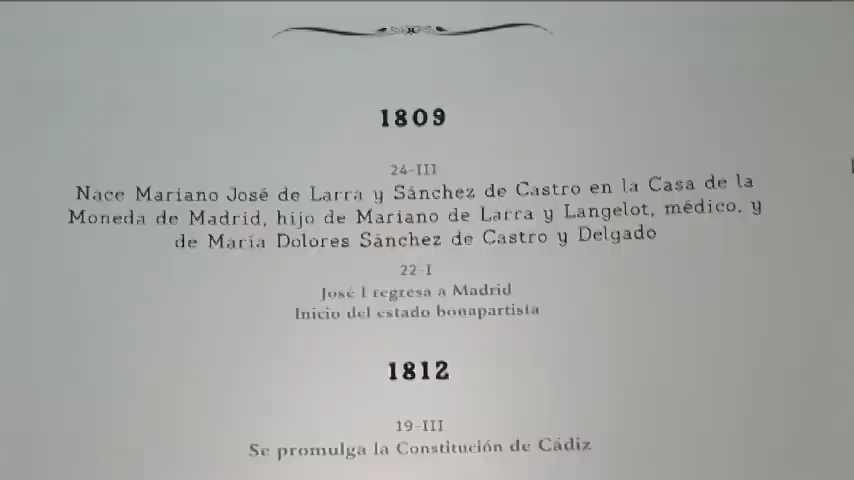 1809
24-III
Nace Mariano José de Larra y Sánchez de Castro en la Casa de la
Moneda de Madrid, hijo de Mariano de Larra y Langelot, médico, y
de María Dolores Sánchez de Castro y Delgado
22-I
José I regresa a Madrid
Inicio del estado bonapartista
1812
19-III
Se promulga la Constitución de Cádiz